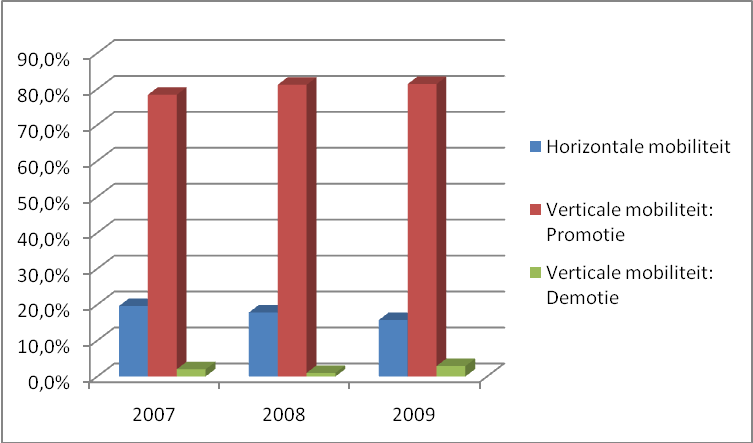 90,0%
80,0%
70,0%
60,0%
50,0%
40,0%
30,0%
20,0%
10,0%
0,0%
2007 2008 2009
Horizontale mobiliteit
Verticale mobiliteit:
Promotie
Verticale mobiliteit:
Demotie